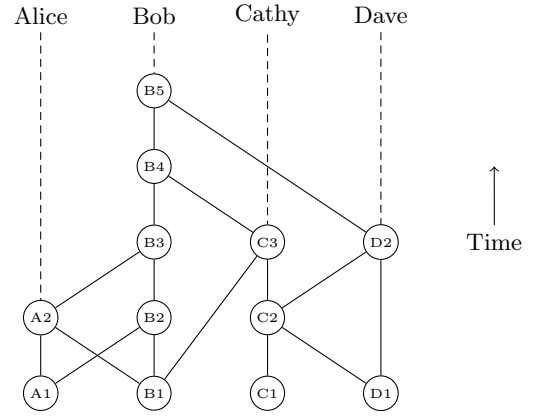 Alice Bob Cathy Dave
B5
B4
B3 C3 D2
Time
A2 B2 C2
A1 B1 C1 D1